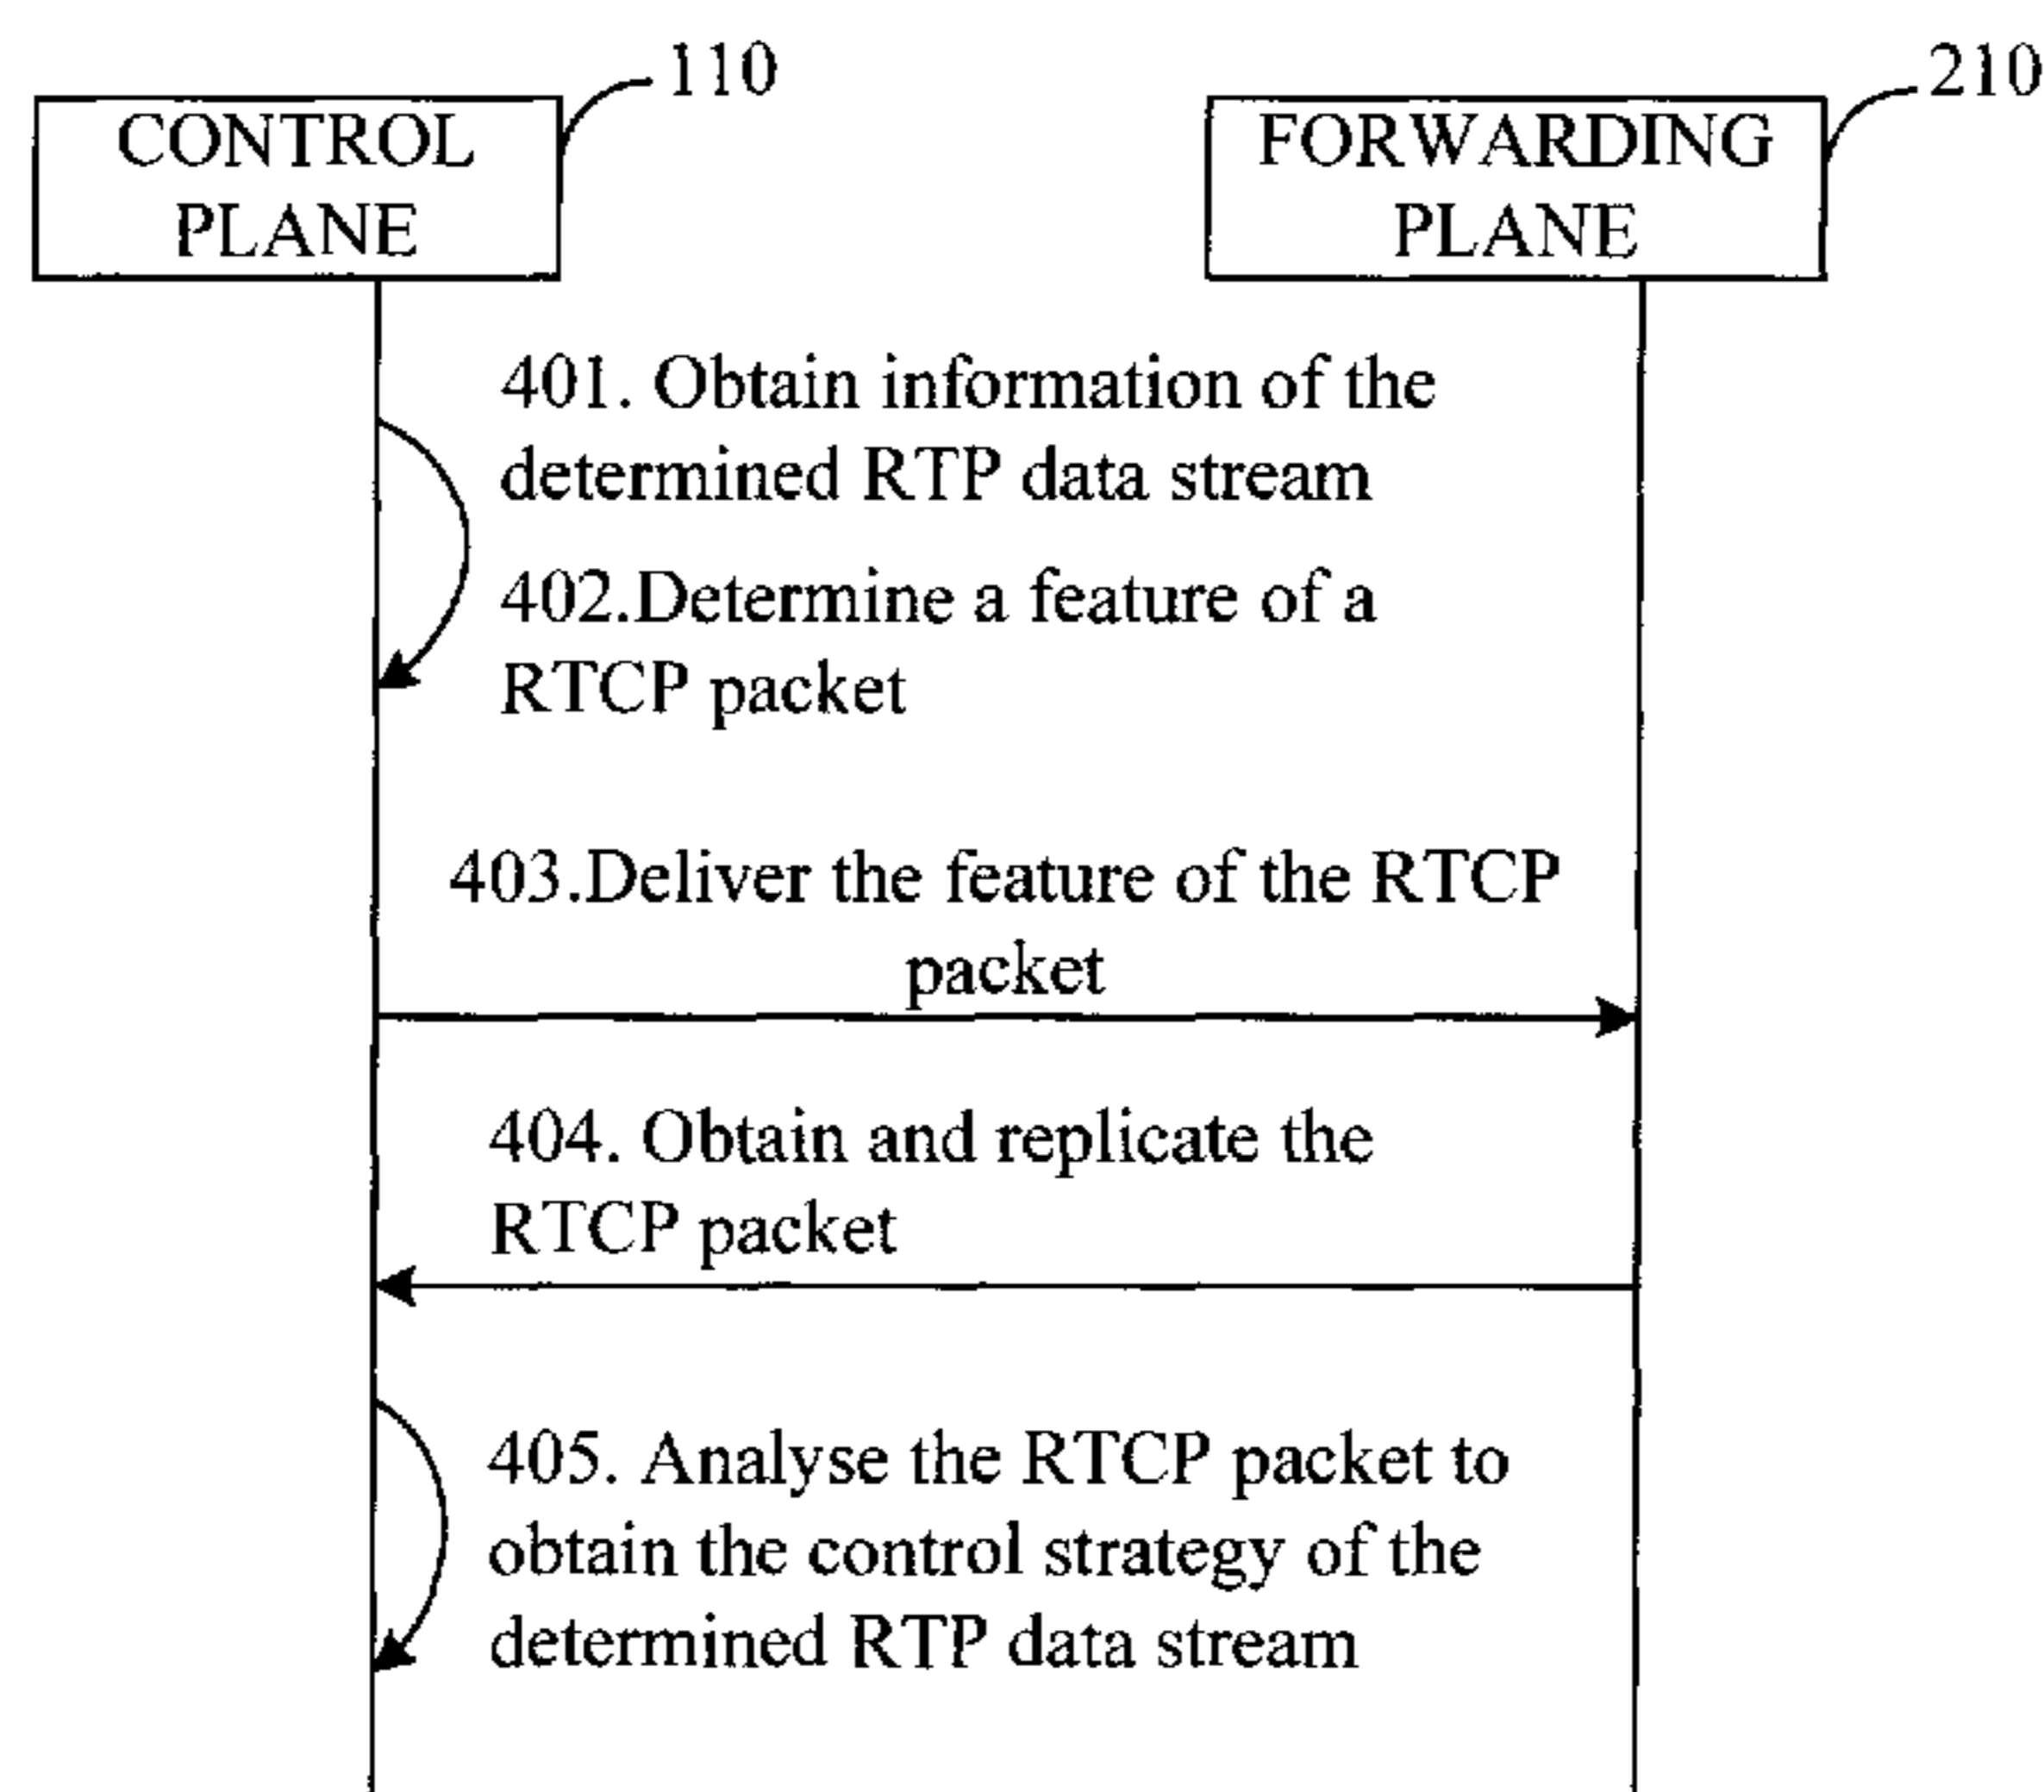 110
210
CONTROL
PLANE
FORWARDING
PLANE
401. Obtain information of the
determined RTP data stream
402.Determine a feature of a
RTCP packet
403.Deliver the feature of the RTCP
packet
404. Obtain and replicate the
RTCP packet
405. Analyse the RTCP packet to
obtain the control strategy of the
determined RTP data stream